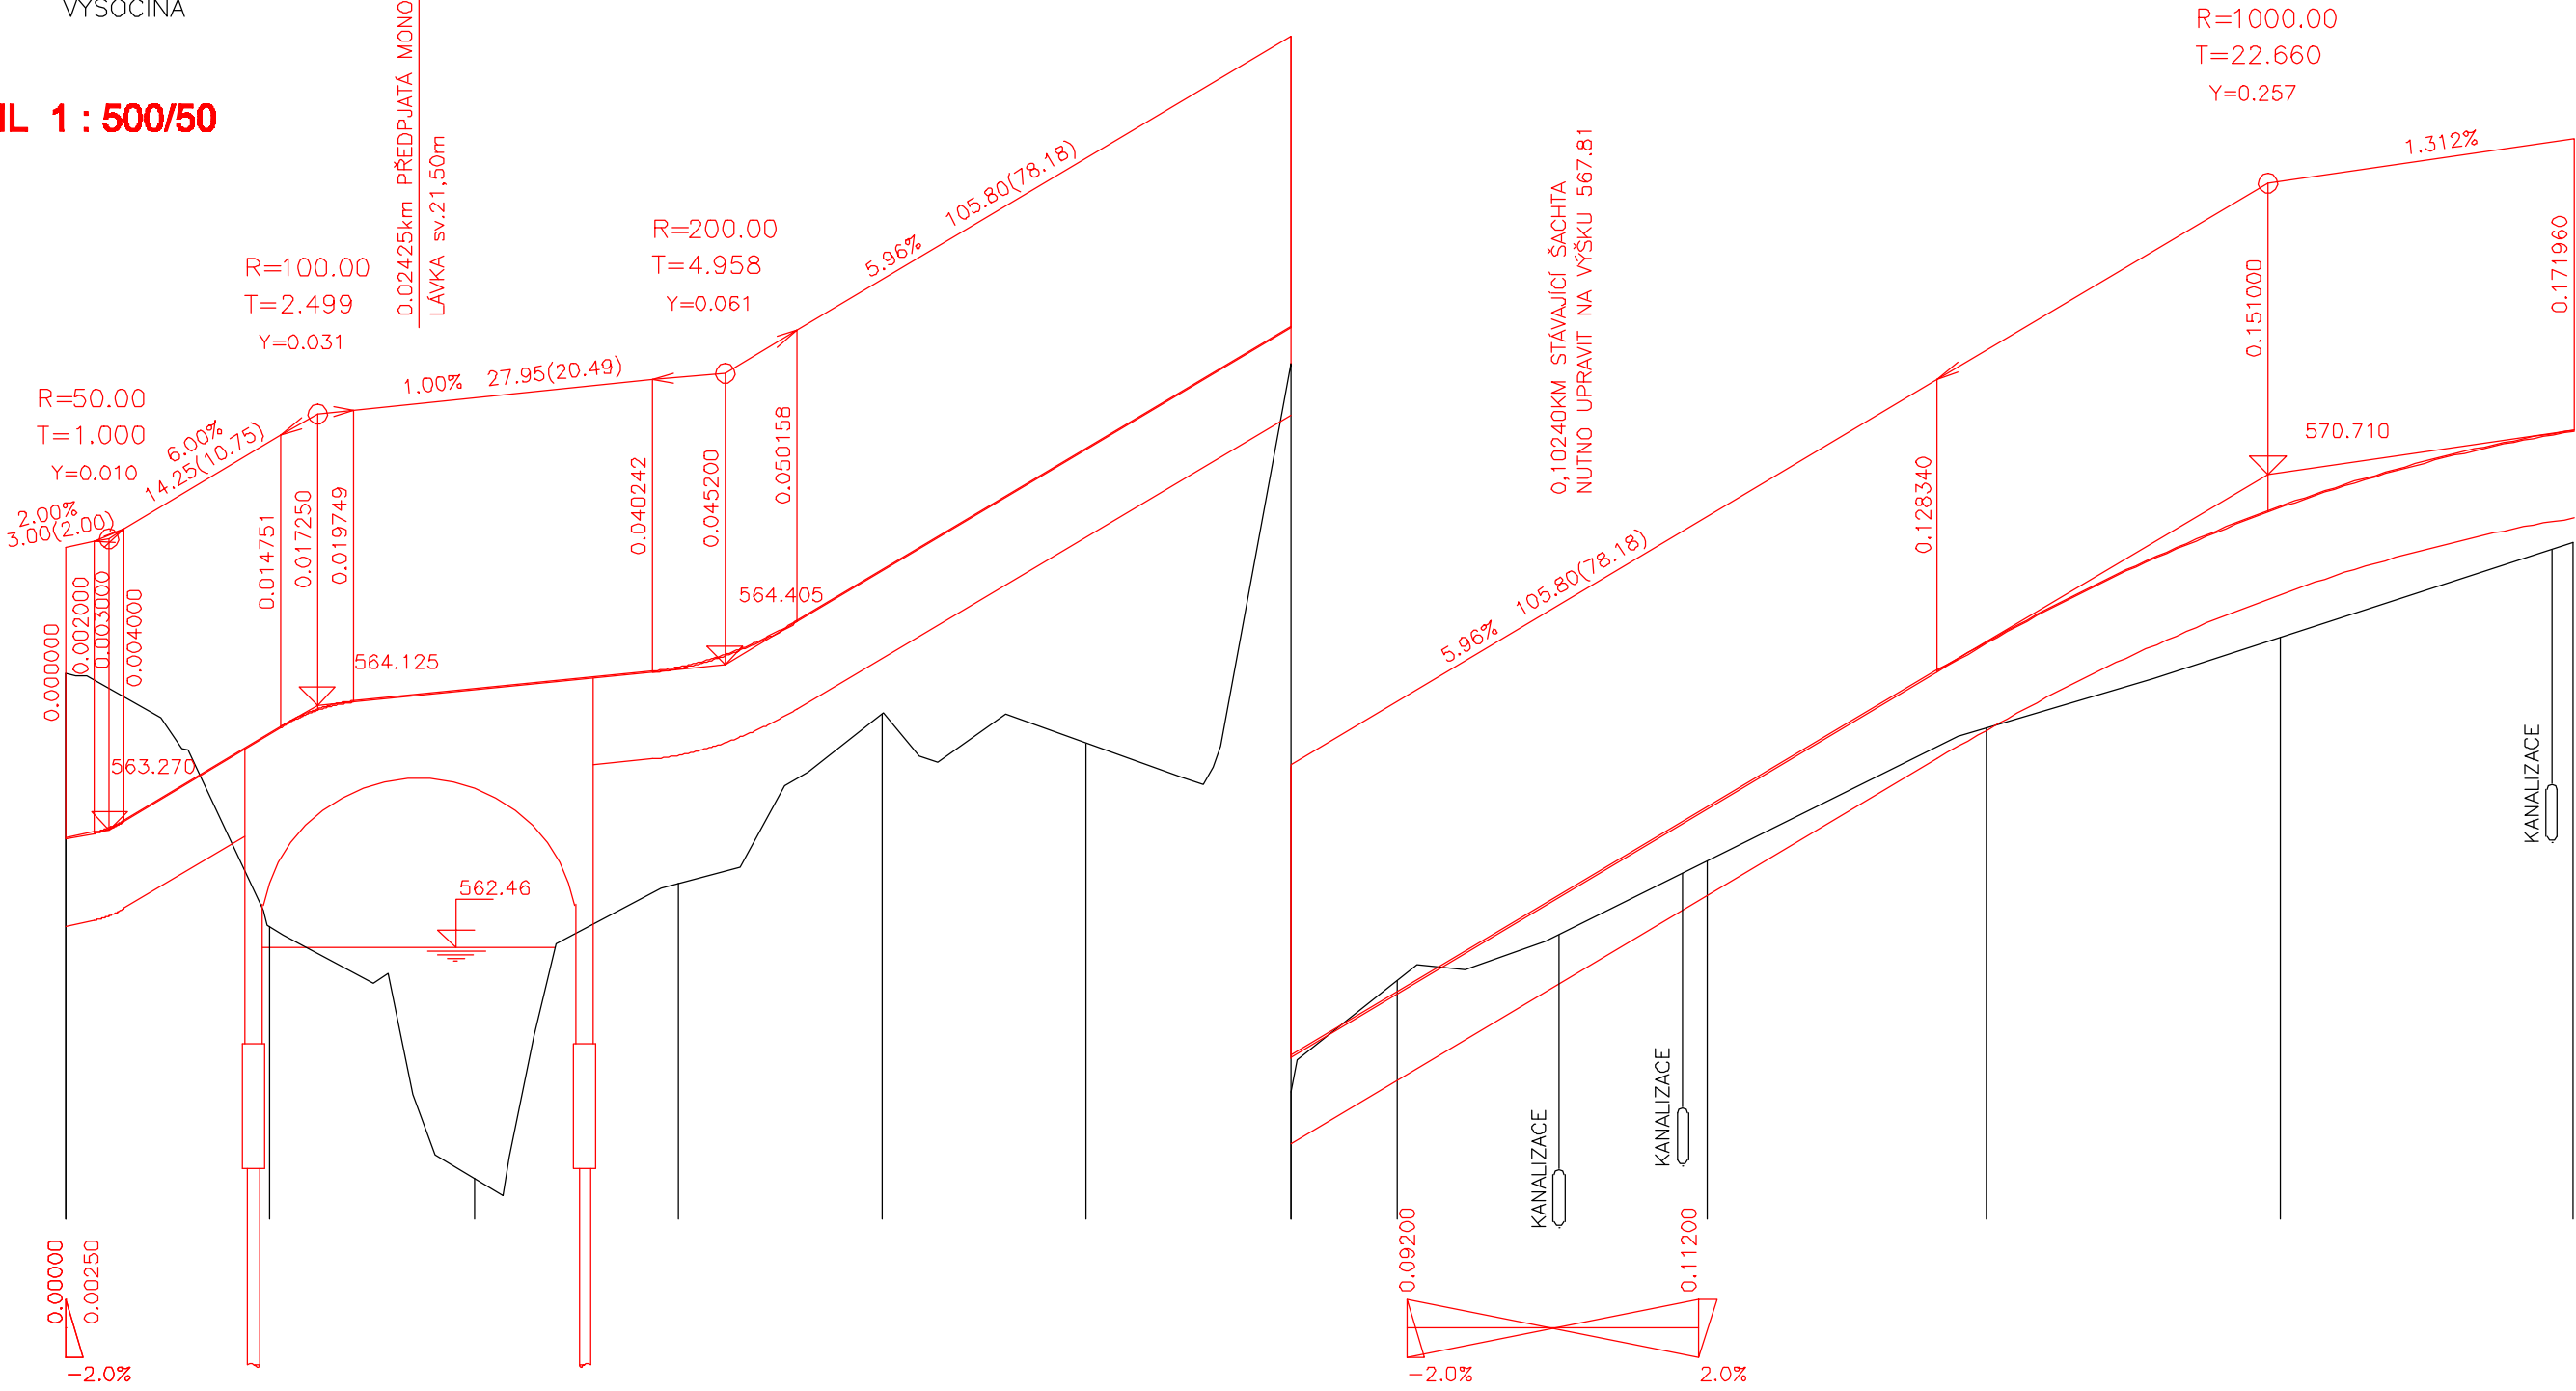 VYSOČINA
IL 1 : 500/50
R=50.00
T=1.000
Y=0.010
2.00%
3.00(2.00)
6.00%
14.25(10.75)
R=100.00
T=2.499
Y=0.031
0.02425km PŘEDPJATÁ MONO
LÁVKA sv.21,50m
1.00% 27.95(20.49)
R=200.00
T=4.958
Y=0.061
5.96% 105.80(78.18)
0.000000
0.002000
0.003000
0.004000
563.270
0.014751
0.017250
0.019749
564.125
0.040242
0.045200
564.405
0.050158
562.46
0,10240KM STÁVAJÍCÍ ŠACHTA
NUTNO UPRAVIT NA VÝŠKU 567.81
5.96% 105.80(78.18)
R=1000.00
T=22.660
Y=0.257
1.312%
0.128340
0.151000
570.710
0.171960
KANALIZACE
KANALIZACE
KANALIZACE
0.00000
0.00250
-2.0%
0.09200
0.11200
-2.0%
2.0%